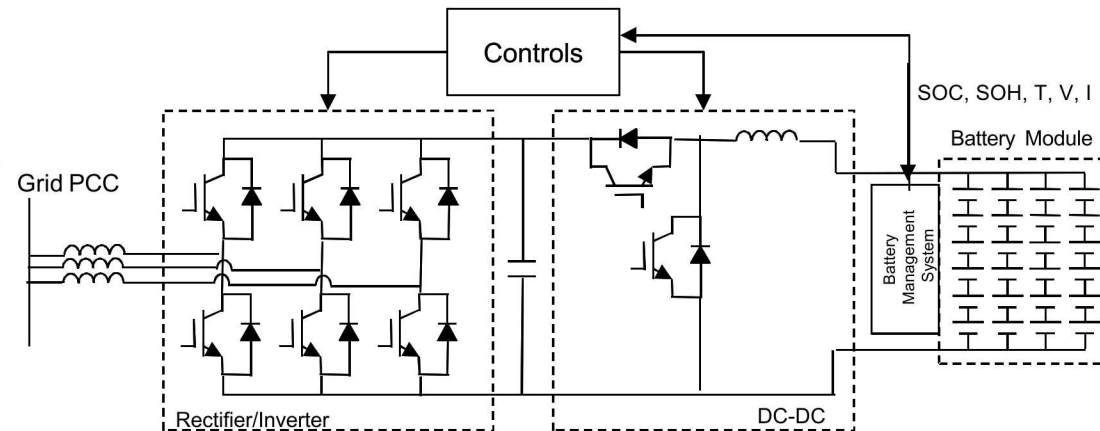 Controls
SOC, SOH, T, V, I
Battery Module
Grid PCC
Battery
Management
System
Rectifier/Inverter
DC-DC